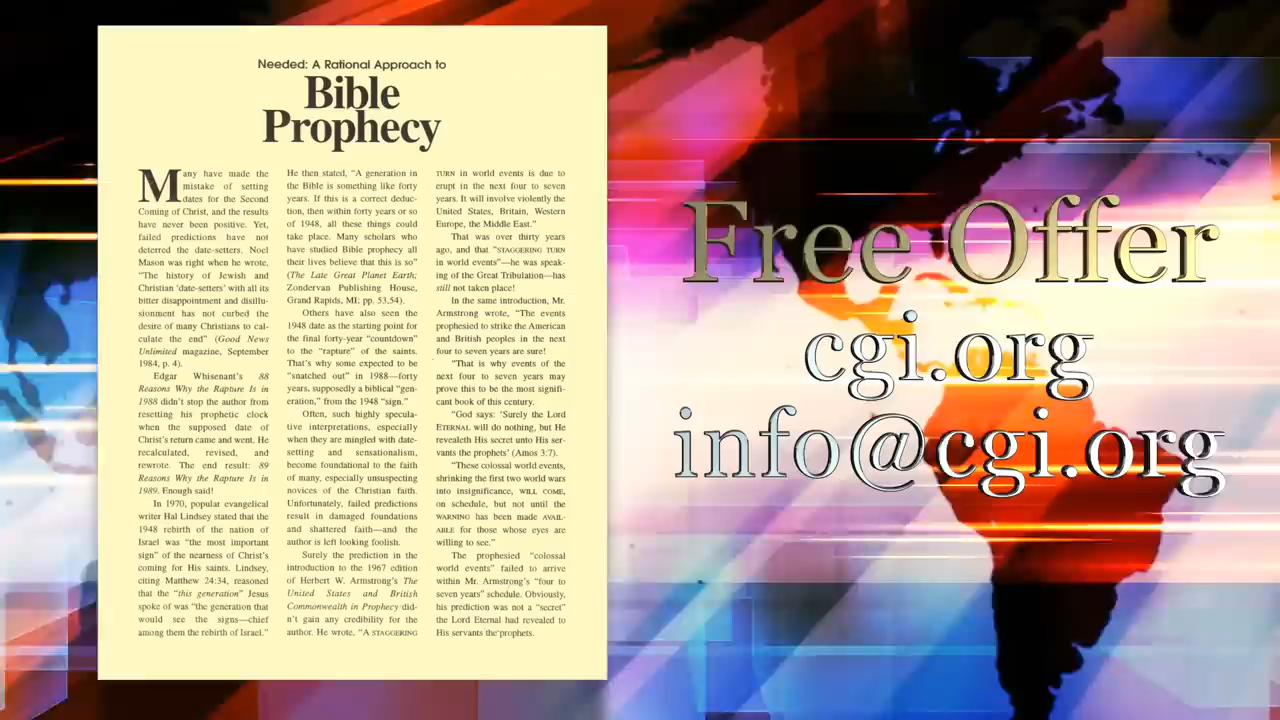 Needed: A Rational Approach to
Bible
Prophecy
Many have made the
mistake of setting
dates for the Second
Coming of Christ, and the results
have never been positive. Yet,
failed predictions have not
deterred the date-setters. Noel
Mason was right when he wrote,
"The history of Jewish and
Christian 'date-setters' with all its
bitter disappointment and disillu-
sionment has not curbed the
desire of many Christians to cal-
culate the end" (Good News
Unlimited magazine, September
1984, p. 4).
Edgar Whisenant's 88
Reasons Why the Rapture Is in
1988 didn't stop the author from
resetting his prophetic clock
when the supposed date of
Christ's return came and went. He
recalculated, revised, and
rewrote. The end result: 89
Reasons Why the Rapture Is in
1989. Enough said!
In 1970, popular evangelical
writer Hal Lindsey stated that the
1948 rebirth of the nation of
Israel was "the most important
sign" of the nearness of Christ's
coming for His saints. Lindsey,
citing Matthew 24:34, reasoned
that the "this generation" Jesus
spoke of was "the generation that
would see the signs—chief
among them the rebirth of Israel."
He then stated, "A generation in
the Bible is something like forty
years. If this is a correct deduc-
tion, then within forty years or so
of 1948, all these things could
take place. Many scholars who
have studied Bible prophecy all
their lives believe that this is so"
(The Late Great Planet Earth;
Zondervan Publishing House,
Grand Rapids, MI; pp. 53,54).
Others have also seen the
1948 date as the starting point for
the final forty-year "countdown"
to the "rapture" of the saints.
That's why some expected to be
"snatched out" in 1988—forty
years, supposedly a biblical "gen-
eration," from the 1948 "sign."
Often, such highly specula-
tive interpretations, especially
when they are mingled with date-
setting and sensationalism,
become foundational to the faith
of many, especially unsuspecting
novices of the Christian faith.
Unfortunately, failed predictions
result in damaged foundations
and shattered faith—and the
author is left looking foolish.
Surely the prediction in the
introduction to the 1967 edition
of Herbert W. Armstrong's The
United States and British
Commonwealth in Prophecy did-
n't gain any credibility for the
author. He wrote, "A STAGGERING
TURN in world events is due to
erupt in the next four to seven
years. It will involve violently the
United States, Britain, Western
Europe, the Middle East."
That was over thirty years
ago, and that "STAGGERING TURN
in world events"—he was speak-
ing of the Great Tribulation—has
still not taken place!
In the same introduction, Mr.
Armstrong wrote, "The events
prophesied to strike the American
and British peoples in the next
four to seven years are sure!
"That is why events of the
next four to seven years may
prove this to be the most signifi-
cant book of this century.
"God says: 'Surely the Lord
ETERNAL will do nothing, but He
revealeth His secret unto His ser-
vants the prophets' (Amos 3:7).
"These colossal world events,
shrinking the first two world wars
into insignificance, WILL COME,
on schedule, but not until the
WARNING has been made AVAIL-
ABLE for those whose eyes are
willing to see."
The prophesied "colossal
world events" failed to arrive
within Mr. Armstrong's "four to
seven years" schedule. Obviously,
his prediction was not a "secret"
the Lord Eternal had revealed to
His servants the prophets.
Free Offer
cgi.org
info@cgi.org